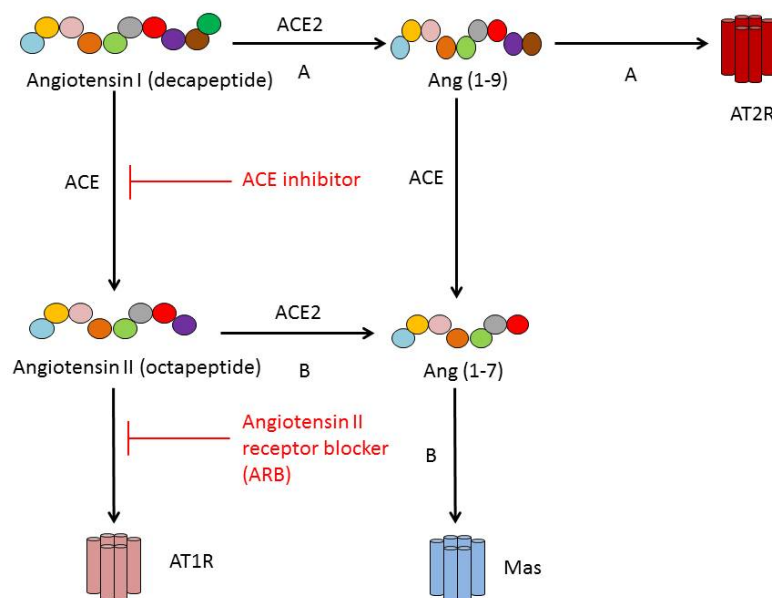 ACE2
Angiotensin I (decapeptide)
A
Ang (1-9)
A
AT2R
ACE
ACE inhibitor
ACE
ACE2
Angiotensin II (octapeptide)
B
Ang (1-7)
Angiotensin II
receptor blocker
(ARB)
B
AT1R
Mas